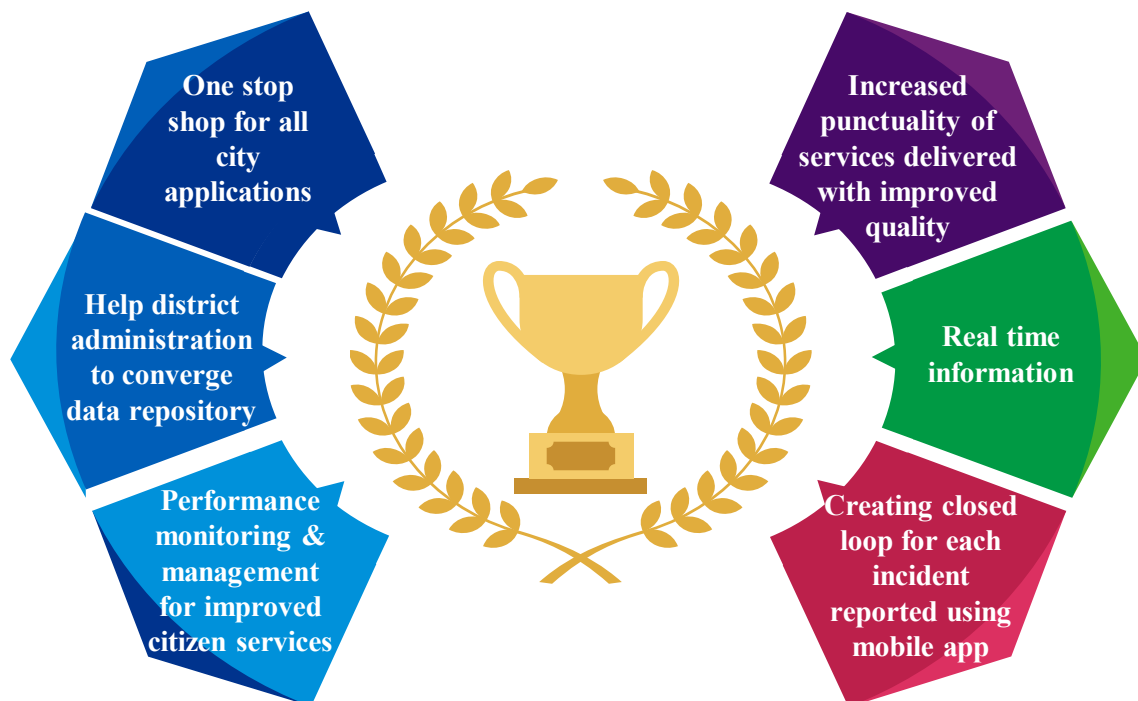 One stop
shop for all
city
applications
Help district
administration
to converge
data repository
Performance
monitoring &
management
for improved
citizen services
Increased
punctuality of
services delivered
with improved
quality
Real time
information
Creating closed
loop for each
incident
reported using
mobile app